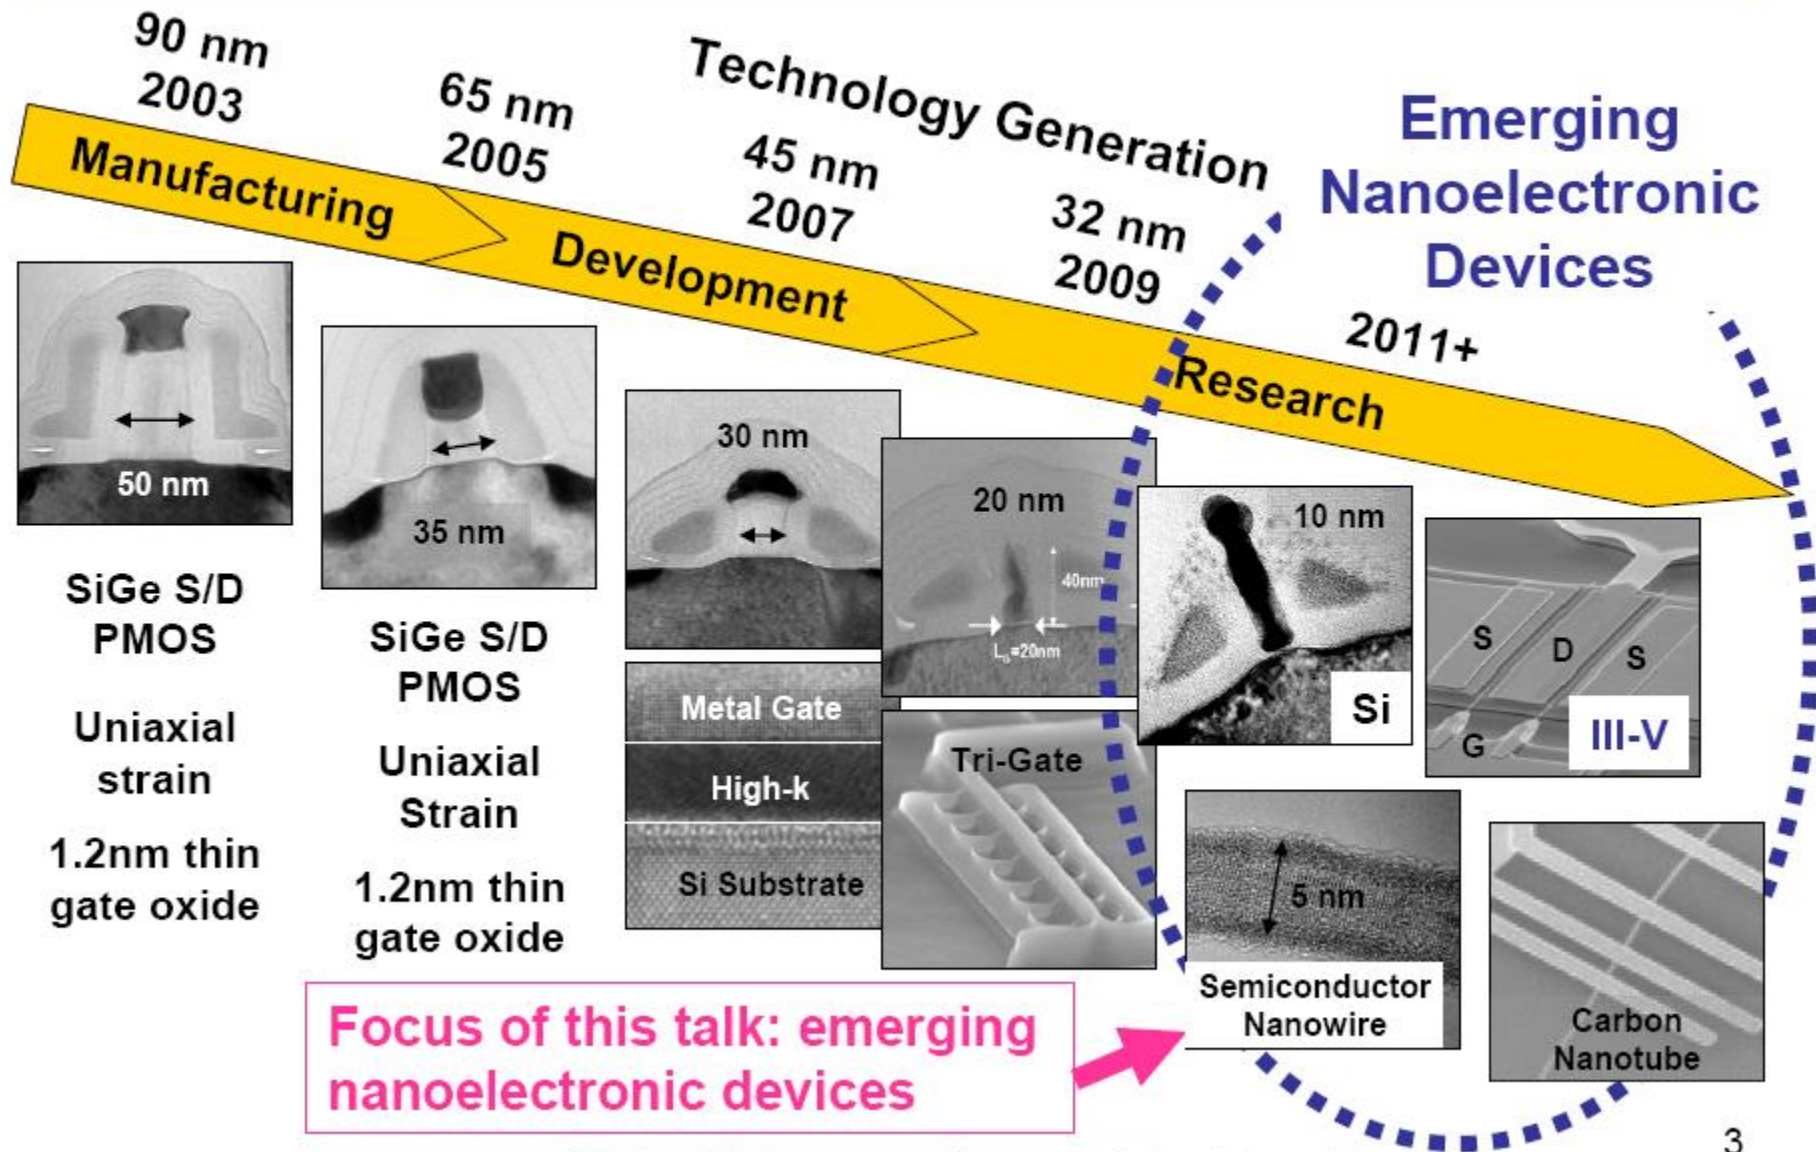 90 nm
2003
65 nm
2005
Technology Generation
45 nm
2007
32 nm
2009
2011+
Emerging
Nanoelectronic
Devices
Manufacturing
Development
Research
50 nm
SiGe S/D
PMOS
Uniaxial
strain
1.2nm thin
gate oxide
35 nm
SiGe S/D
PMOS
Uniaxial
Strain
1.2nm thin
gate oxide
30 nm
Metal Gate
High-k
Si Substrate
20 nm
40nm
LG=20nm
Tri-Gate
10 nm
Si
S
D
S
G
III-V
5 nm
Semiconductor
Nanowire
Carbon
Nanotube
Focus of this talk: emerging
nanoelectronic devices
3